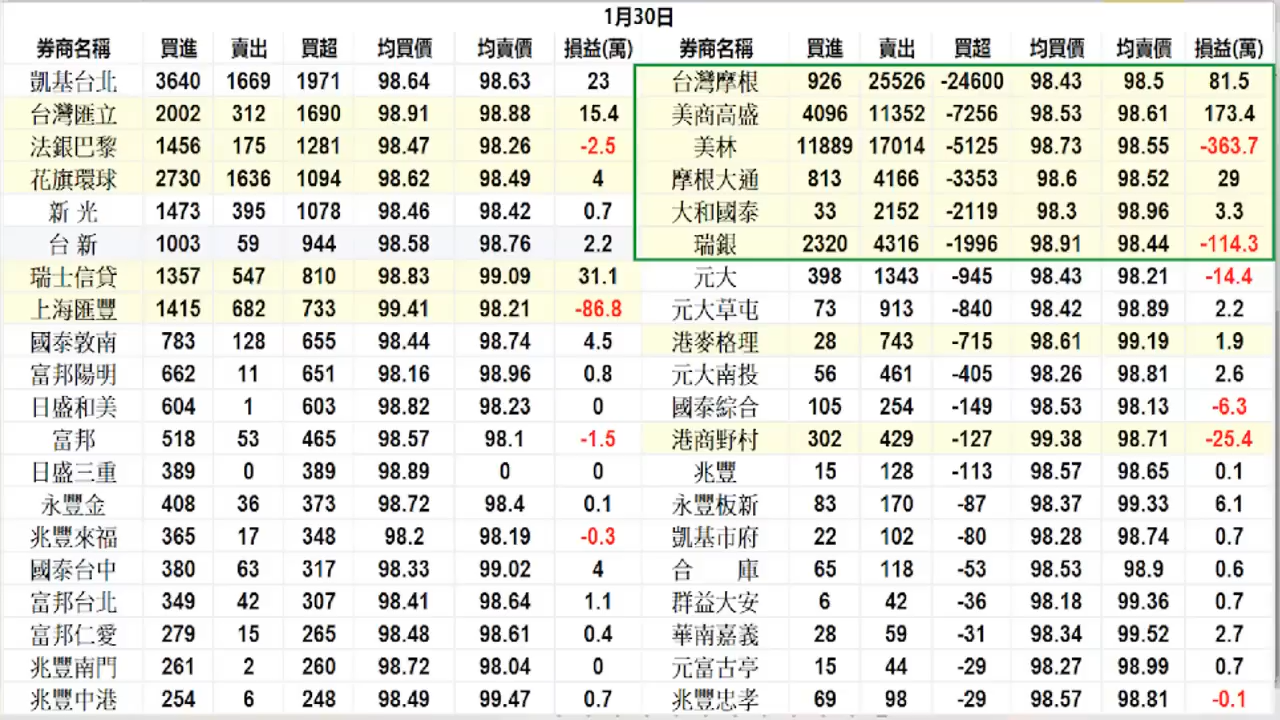 1月30日
券商名稱 買進 賣出 買超 均買價 均賣價 損益(萬) 券商名稱 買進 賣出 買超 均買價 均賣價 損益(萬)
凱基台北 3640 1669 1971 98.64 98.63 23 台灣摩根 926 25526 -24600 98.43 98.5 81.5
台灣匯立 2002 312 1690 98.91 98.88 15.4 美商高盛 4096 11352 -7256 98.53 98.61 173.4
法銀巴黎 1456 175 1281 98.47 98.26 -2.5 美林 11889 17014 -5125 98.73 98.55 -363.7
花旗環球 2730 1636 1094 98.62 98.49 4 摩根大通 813 4166 -3353 98.6 98.52 29
新 光 1473 395 1078 98.46 98.42 0.7 大和國泰 33 2152 -2119 98.3 98.96 3.3
台 新 1003 59 944 98.58 98.76 2.2 瑞銀 2320 4316 -1996 98.91 98.44 -114.3
瑞士信貸 1357 547 810 98.83 99.09 31.1 元大 398 1343 -945 98.43 98.21 -14.4
上海匯豐 1415 682 733 99.41 98.21 -86.8 元大草屯 73 913 -840 98.42 98.89 2.2
國泰敦南 783 128 655 98.44 98.74 4.5 港麥格理 28 743 -715 98.61 99.19 1.9
富邦陽明 662 11 651 98.16 98.96 0.8 元大南投 56 461 -405 98.26 98.81 2.6
日盛和美 604 1 603 98.82 98.23 0 國泰綜合 105 254 -149 98.53 98.13 -6.3
富邦 518 53 465 98.57 98.1 -1.5 港商野村 302 429 -127 99.38 98.71 -25.4
日盛三重 389 0 389 98.89 0 0 兆豐 15 128 -113 98.57 98.65 0.1
永豐金 408 36 373 98.72 98.4 0.1 永豐板新 83 170 -87 98.37 99.33 6.1
兆豐來福 365 17 348 98.2 98.19 -0.3 凱基市府 22 102 -80 98.28 98.74 0.7
國泰台中 380 63 317 98.33 99.02 4 合 庫 65 118 -53 98.53 98.9 0.6
富邦台北 349 42 307 98.41 98.64 1.1 群益大安 6 42 -36 98.18 99.36 0.7
富邦仁愛 279 15 265 98.48 98.61 0.4 華南嘉義 28 59 -31 98.34 99.52 2.7
兆豐南門 261 2 260 98.72 98.04 0 元富古亭 15 44 -29 98.27 98.99 0.7
兆豐中港 254 6 248 98.49 99.47 0.7 兆豐忠孝 69 98 -29 98.57 98.81 -0.1